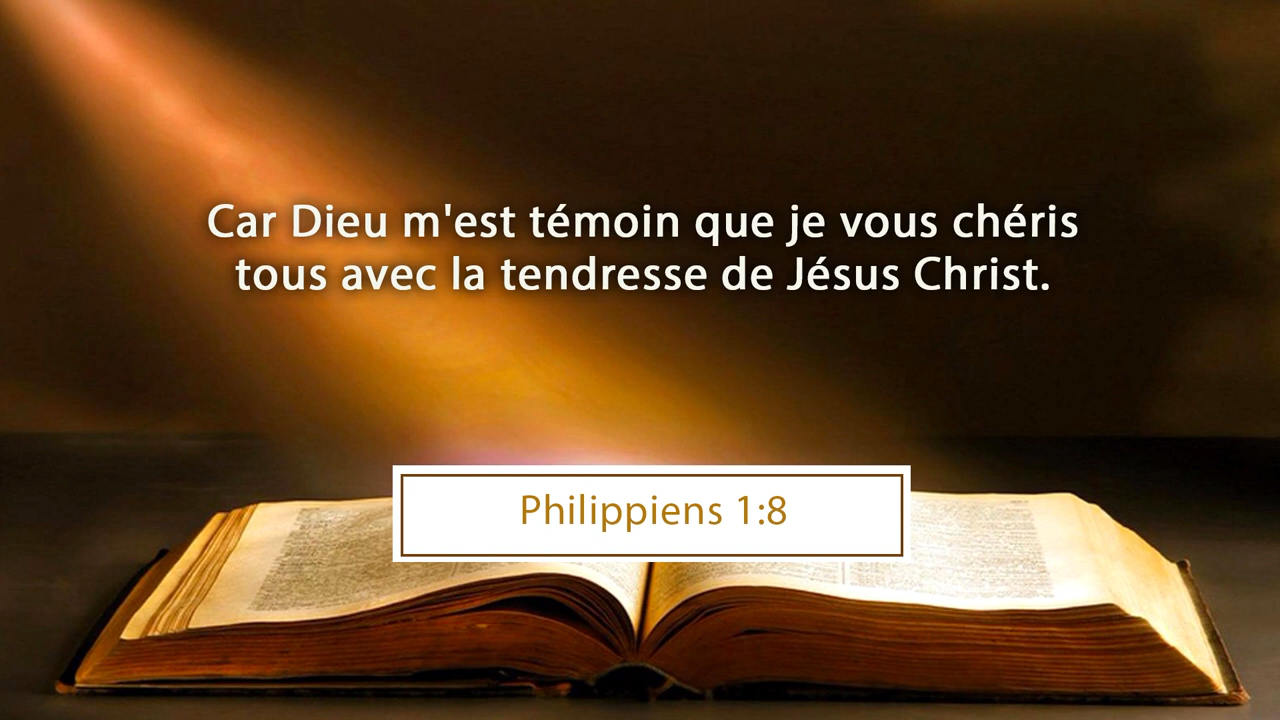 Car Dieu m'est témoin que je vous chéris
tous avec la tendresse de Jésus Christ.
Philippiens 1:8